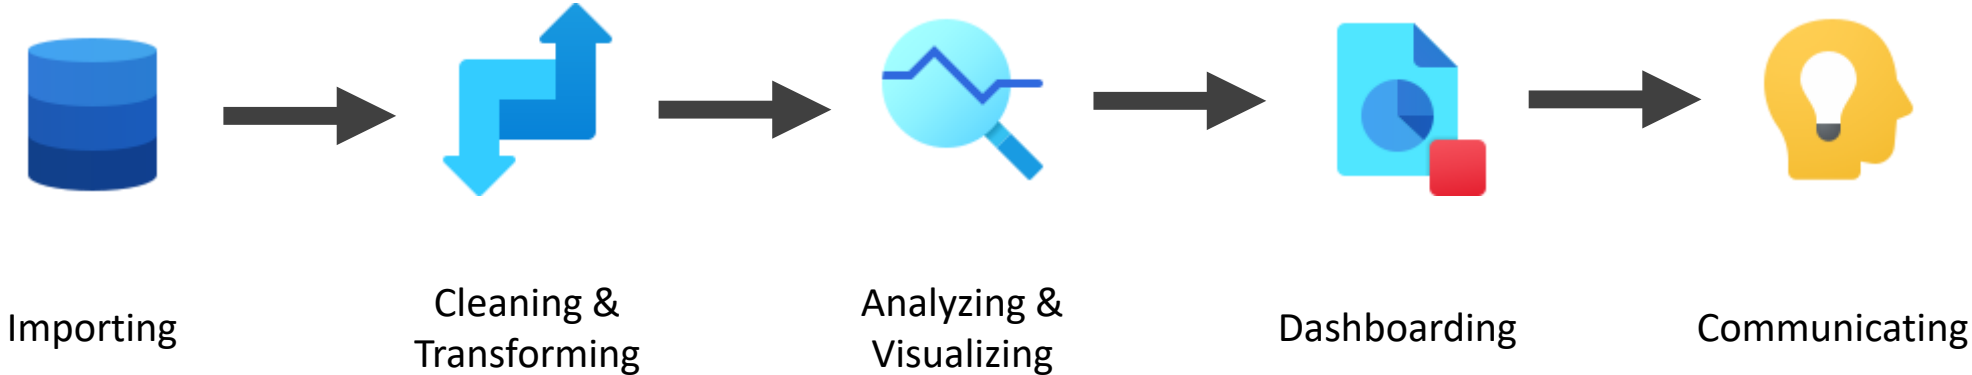 Importing
Cleaning &
Transforming
Analyzing &
Visualizing
Dashboarding
Communicating